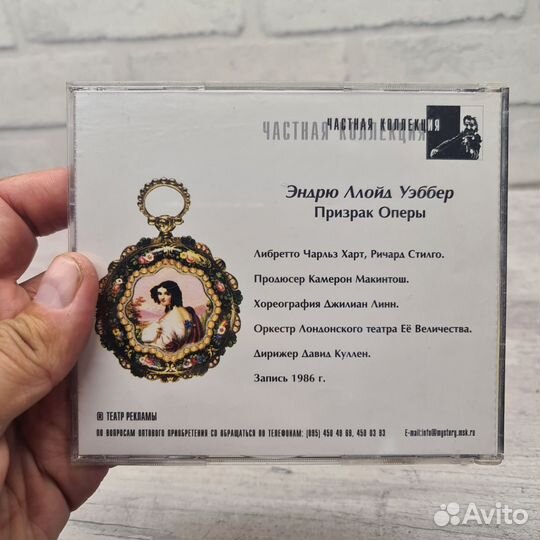 ЧАСТНАЯ КОЛЛЕКЦИЯ
ЧАСТНАЯ КОЛЛЕКЦИЯ
Эндрю Ллойд Уэббер
Призрак Оперы
Либретто Чарльз Харт, Ричард Стилго.
Продюсер Камерон Макинтош.
Хореография Джилиан Линн.
Оркестр Лондонского театра Её Величества.
Дирижер Давид Куллен.
Запись 1986 г.
® ТЕАТР РЕКЛАМЫ
ПО ВОПРОСАМ ОПТОВОГО ПРИОБРЕТЕНИЯ CD ОБРАЩАТЬСЯ ПО ТЕЛЕФОНАМ: (095) 450 49 69, 450 03 93 E-mail:info@mystery.msk.ru
Avito